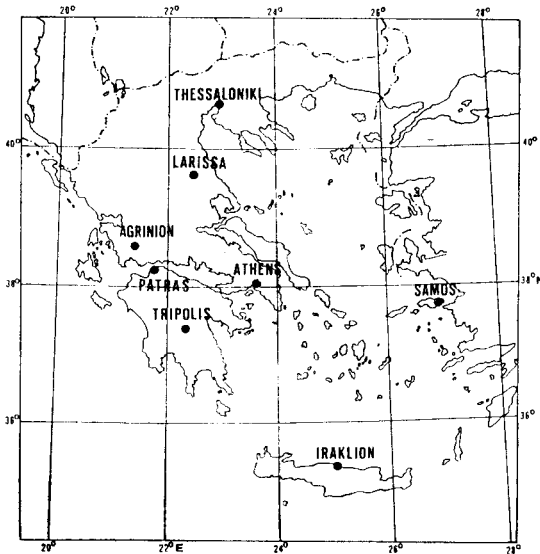 20° 22° 24° 26° 28°
THESSALONIKI
40° 40°
LARISSA
AGRINION
ATHENS
38° 38° N
PATRAS
SAMOS
TRIPOLIS
36° 36°
IRAKLION
20° 22° E 24° 26° 28°